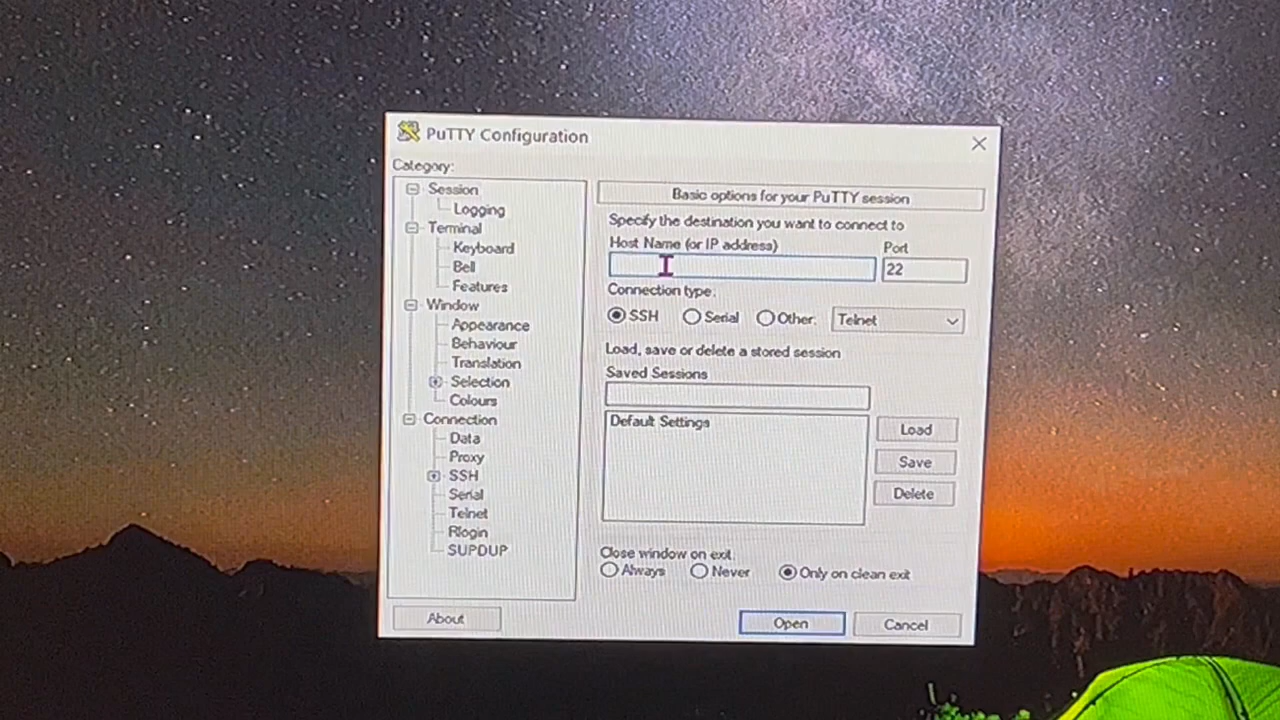 PuTTY Configuration
Category:
Session
Logging
Terminal
Keyboard
Bell
Features
Window
Appearance
Behaviour
Translation
Selection
Colours
Connection
Data
Proxy
SSH
Serial
Telnet
Rlogin
SUPDUP
About
Basic options for your PuTTY session
Specify the destination you want to connect to
Host Name (or IP address) Port
22
Connection type:
SSH Serial Other: Telnet
Load, save or delete a stored session
Saved Sessions
Default Settings
Load
Save
Delete
Close window on exit:
Always Never Only on clean exit
Open Cancel